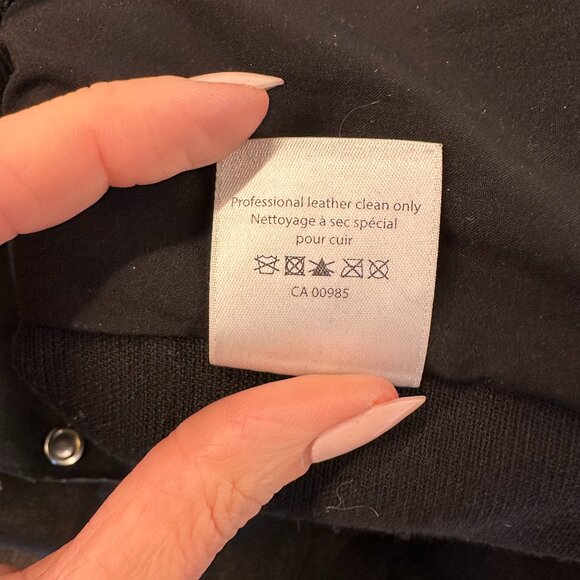 Professional leather clean only
Nettoyage à sec spécial
pour cuir
CA 00985